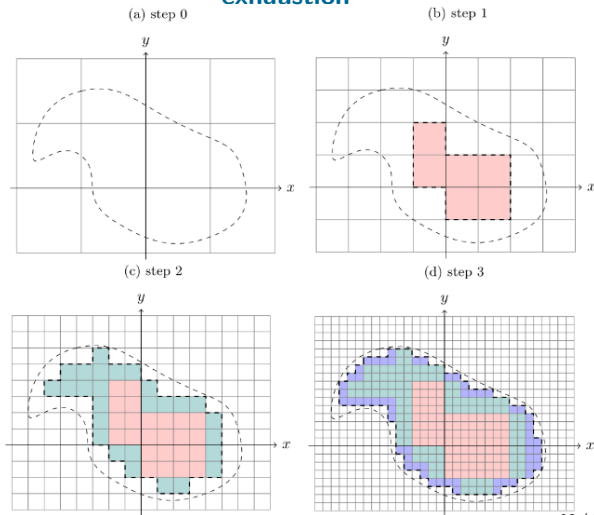 exhaustion
(a) step 0
(b) step 1
y
y
x
x
(c) step 2
(d) step 3
y
y
x
x